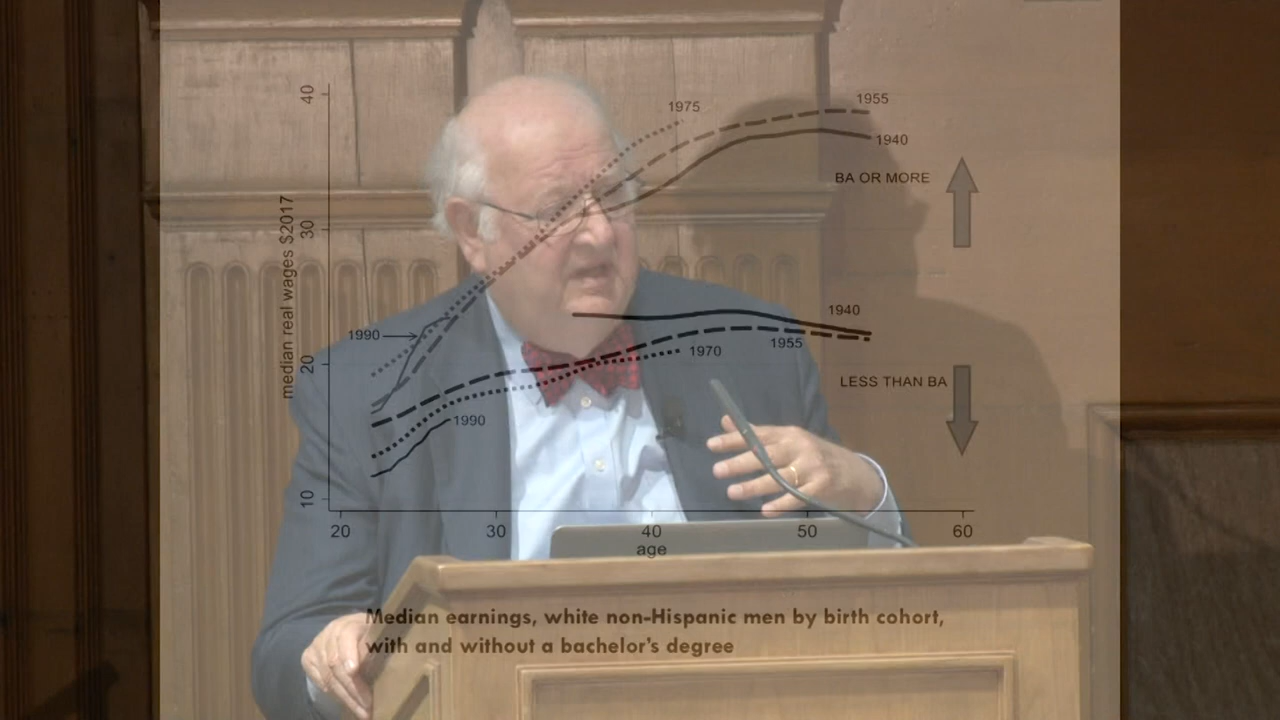 40
30
20
10
median real wages $2017
1975
1955
1940
BA OR MORE
1990
1940
1955
1970
LESS THAN BA
1990
20 30 40 50 60
age
Median earnings, white non-Hispanic men by birth cohort,
with and without a bachelor's degree